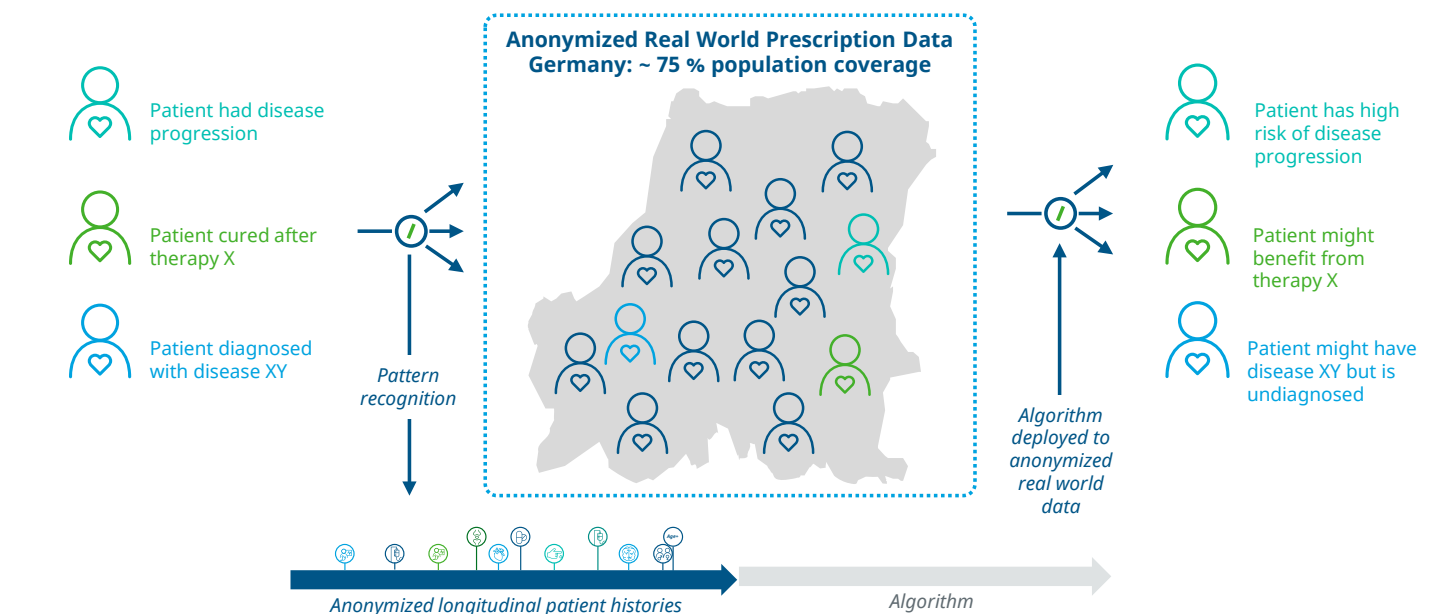 Anonymized Real World Prescription Data
Germany: ~ 75 % population coverage
Patient had disease
progression
Patient cured after
therapy X
Patient diagnosed
with disease XY
Pattern
recognition
Patient has high
risk of disease
progression
Patient might
benefit from
therapy X
Patient might have
disease XY but is
undiagnosed
Algorithm
deployed to
anonymized
real world
data
Age+
Anonymized longitudinal patient histories
Algorithm